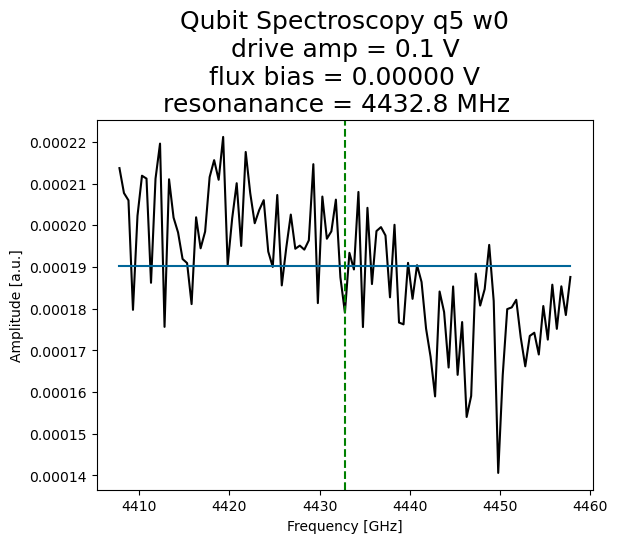 Qubit Spectroscopy q5 w0
drive amp = 0.1 V
flux bias = 0.00000 V
resonanance = 4432.8 MHz
0.00022
0.00021
0.00020
0.00019
0.00018
0.00017
0.00016
0.00015
0.00014
Amplitude [a.u.]
4410 4420 4430 4440 4450 4460
Frequency [GHz]